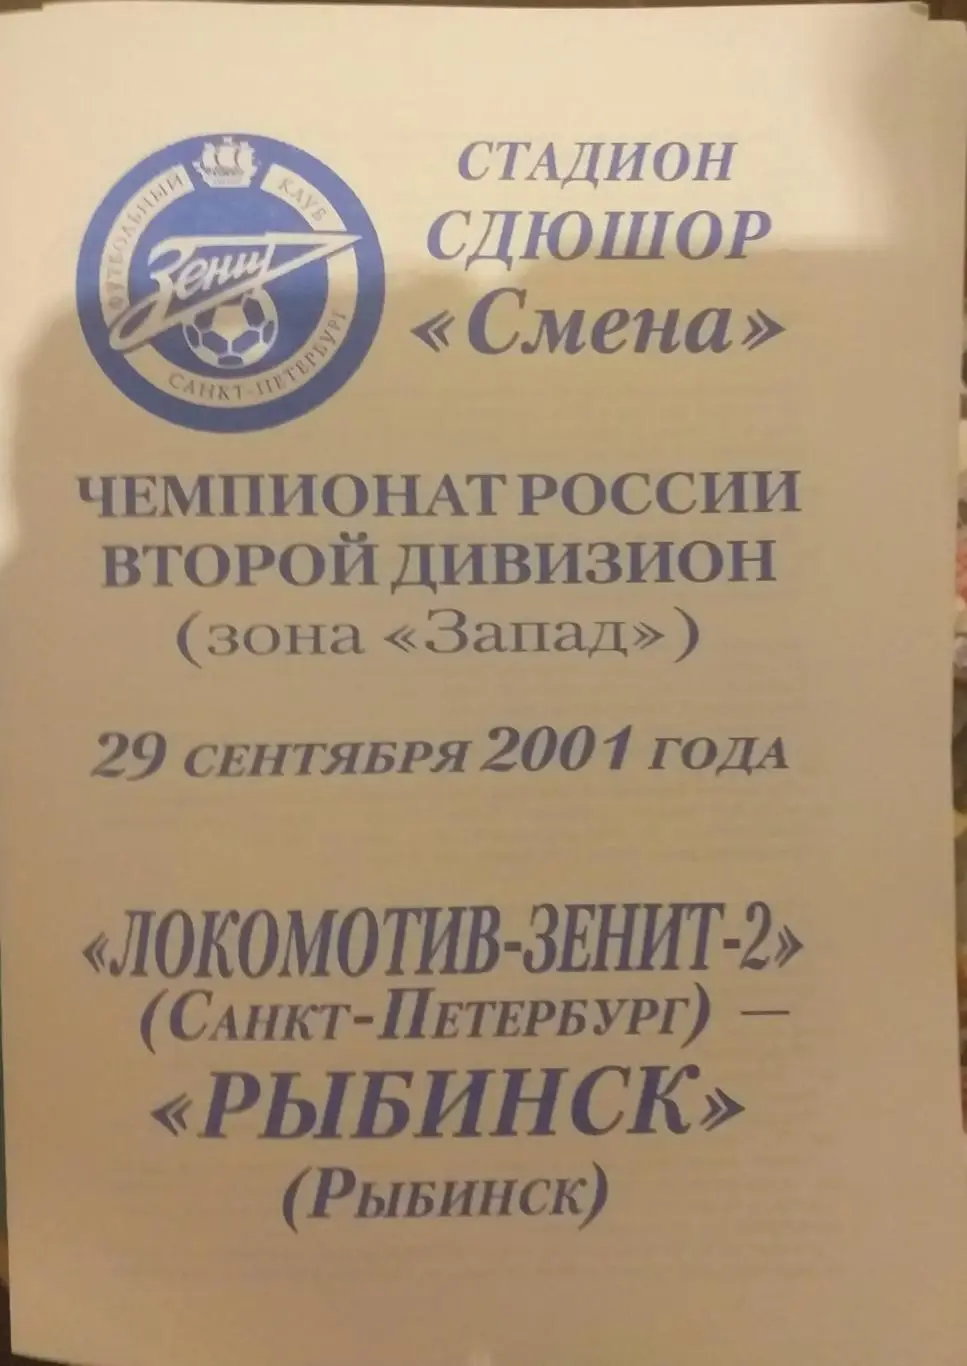 ФУТБОЛЬНЫЙ КЛУБ
Зенит
САНКТ-ПЕТЕРБУРГ
СТАДИОН
СДЮШОР
«Смена»
ЧЕМПИОНАТ РОССИИ
ВТОРОЙ ДИВИЗИОН
(зона «Запад»)
29 СЕНТЯБРЯ 2001 ГОДА
«ЛОКОМОТИВ-ЗЕНИТ-2»
(САНКТ-ПЕТЕРБУРГ) —
«РЫБИНСК»
(РЫБИНСК)